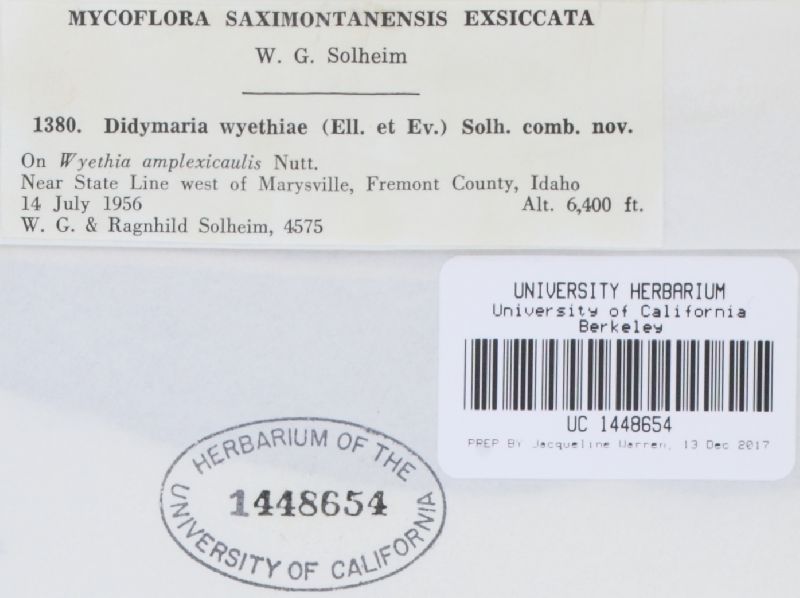 MYCOFLORA SAXIMONTANENSIS EXSICCATA
W. G. Solheim
1380. Didymaria wyethiae (Ell. et Ev.) Solh. comb. nov.
On Wyethia amplexicaulis Nutt.
Near State Line west of Marysville, Fremont County, Idaho
14 July 1956 Alt. 6,400 ft.
W. G. & Ragnhild Solheim, 4575
UNIVERSITY HERBARIUM
University of California
Berkeley
UC 1448654
PREP BY Jacqueline Warren, 13 Dec 2017
HERBARIUM OF THE
1448654
UNIVERSITY OF CALIFORNIA